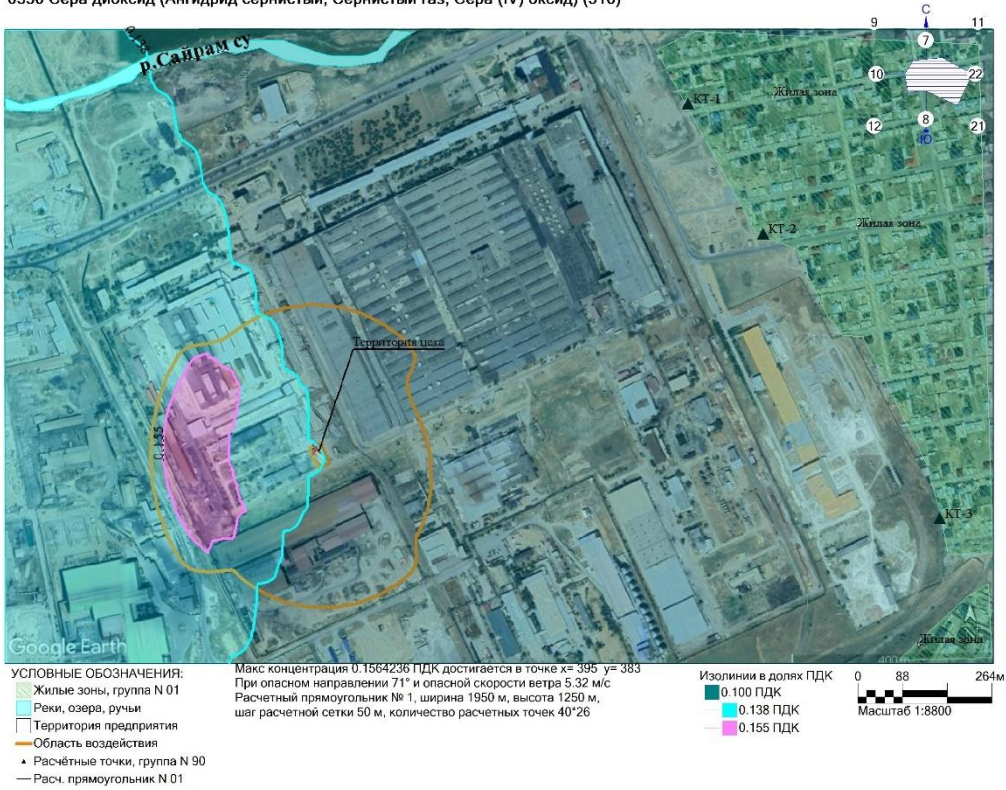 0330 Сера диоксид (Ангидрид сернистый, Сернистый газ, Сера (IV) оксид) (516)
р.Сайрам су
С
9
7
11
10
22
12
8
21
Ю
Жилая зона
КТ-1
КТ-2
Жилая зона
Территория цеха
0.155
КТ-3
Жилая зона
Google Earth
УСЛОВНЫЕ ОБОЗНАЧЕНИЯ:
Жилые зоны, группа N 01
Реки, озера, ручьи
Территория предприятия
Область воздействия
Расчётные точки, группа N 90
Расч. прямоугольник N 01
Макс концентрация 0.1564236 ПДК достигается в точке x= 395 y= 383
При опасном направлении 71° и опасной скорости ветра 5.32 м/с
Расчетный прямоугольник № 1, ширина 1950 м, высота 1250 м,
шаг расчетной сетки 50 м, количество расчетных точек 40*26
Изолинии в долях ПДК
0.100 ПДК
0.138 ПДК
0.155 ПДК
0 88 264м
Масштаб 1:8800